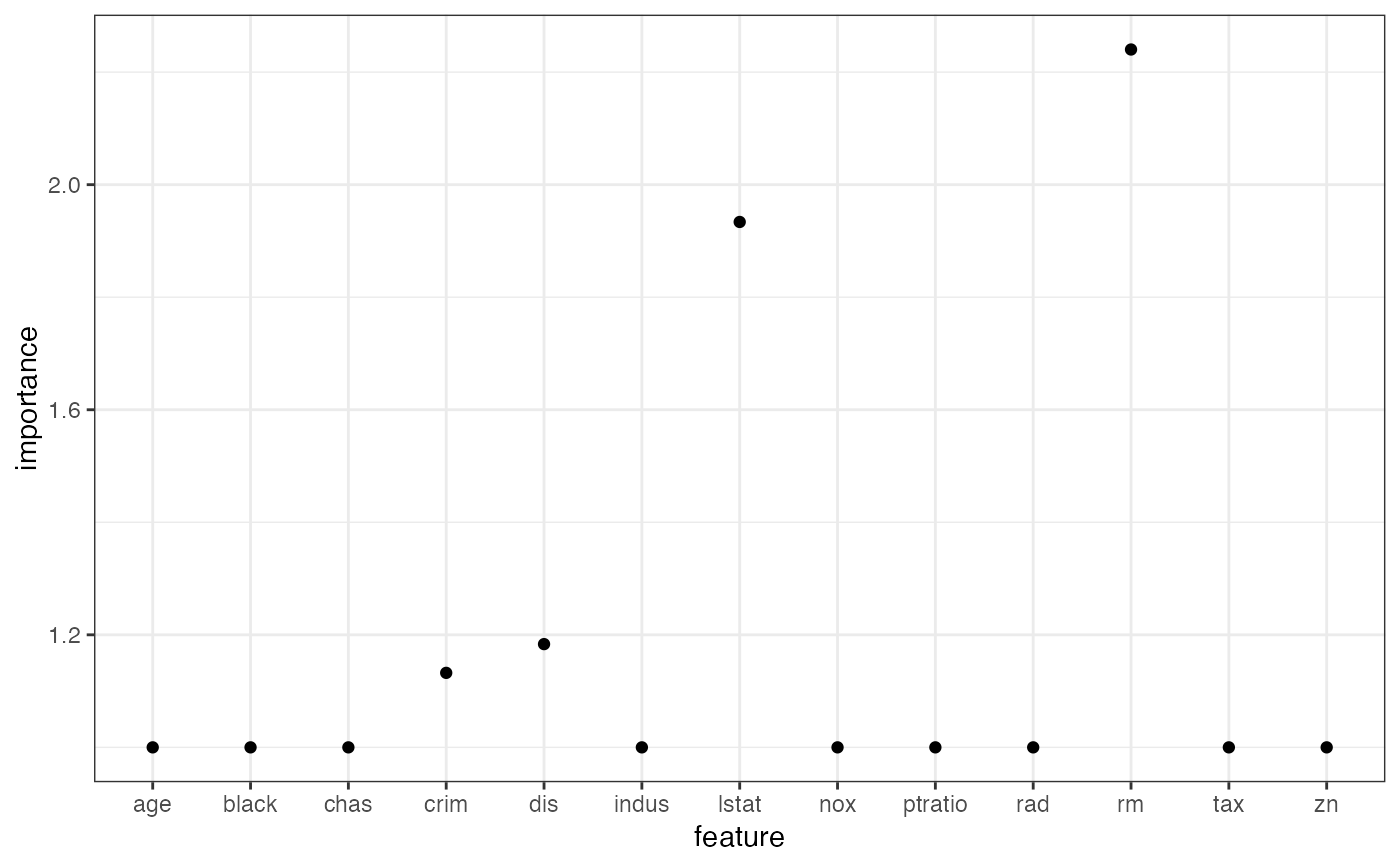 importance
2.0
1.6
1.2
age black chas crim dis indus lstat nox ptratio rad rm tax zn
feature